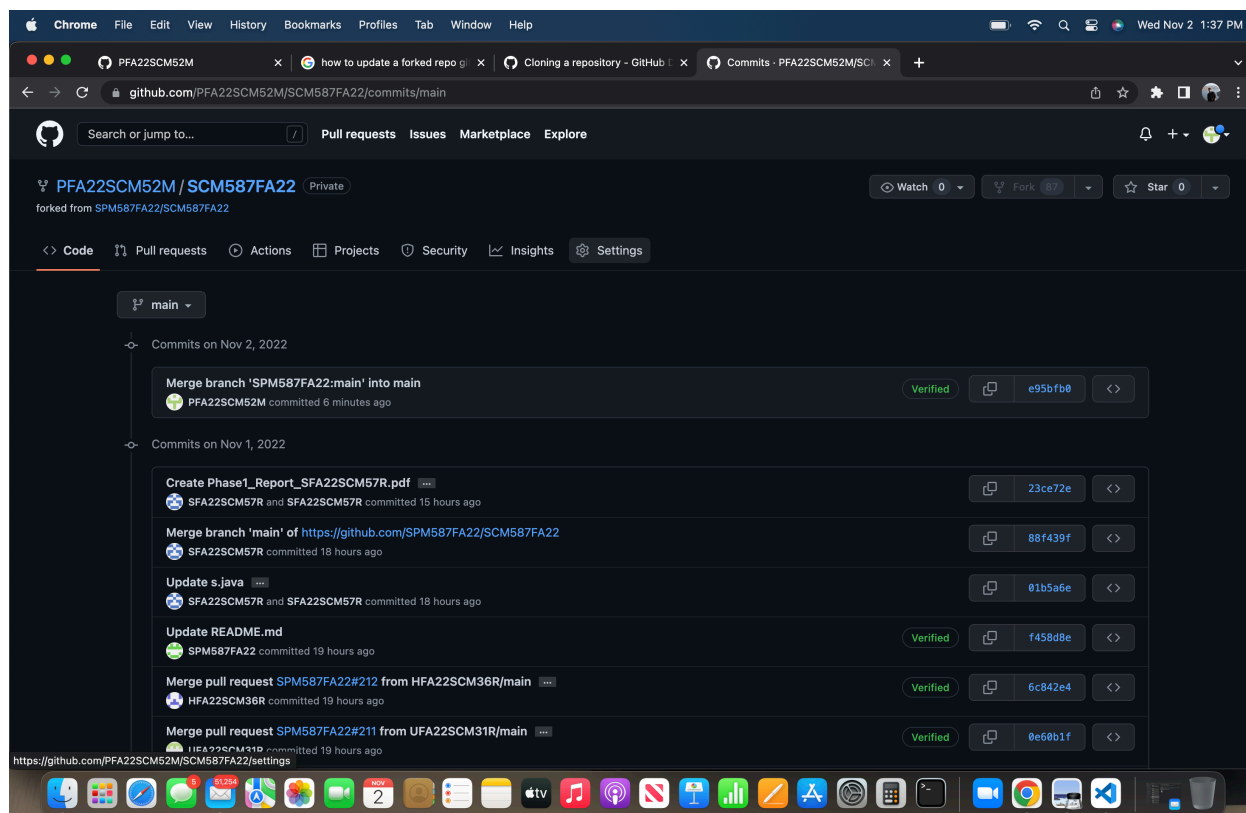 Chrome File Edit View History Bookmarks Profiles Tab Window Help Wed Nov 2 1:37 PM
PFA22SCM52M how to update a forked repo Cloning a repository - GitHub Commits · PFA22SCM52M/SCM
github.com/PFA22SCM52M/SCM587FA22/commits/main
Search or jump to... / Pull requests Issues Marketplace Explore
PFA22SCM52M / SCM587FA22 Private Watch 0 Fork 87 Star 0
forked from SPM587FA22/SCM587FA22
<> Code Pull requests Actions Projects Security Insights Settings
main
Commits on Nov 2, 2022
Merge branch 'SPM587FA22:main' into main
PFA22SCM52M committed 6 minutes ago
Verified e95bfb0 <>
Commits on Nov 1, 2022
Create Phase1_Report_SFA22SCM57R.pdf ...
SFA22SCM57R and SFA22SCM57R committed 15 hours ago
23ce72e <>
Merge branch 'main' of https://github.com/SPM587FA22/SCM587FA22
SFA22SCM57R committed 18 hours ago
88f439f <>
Update s.java ...
SFA22SCM57R and SFA22SCM57R committed 18 hours ago
01b5a6e <>
Update README.md
SPM587FA22 committed 19 hours ago
Verified f458d8e <>
Merge pull request SPM587FA22#212 from HFA22SCM36R/main ...
HFA22SCM36R committed 19 hours ago
Verified 6c842e4 <>
Merge pull request SPM587FA22#211 from UFA22SCM31R/main ...
UFA22SCM31R committed 19 hours ago
Verified 0e60b1f <>
https://github.com/PFA22SCM52M/SCM587FA22/settings
5 51,254 NOV 2 tv